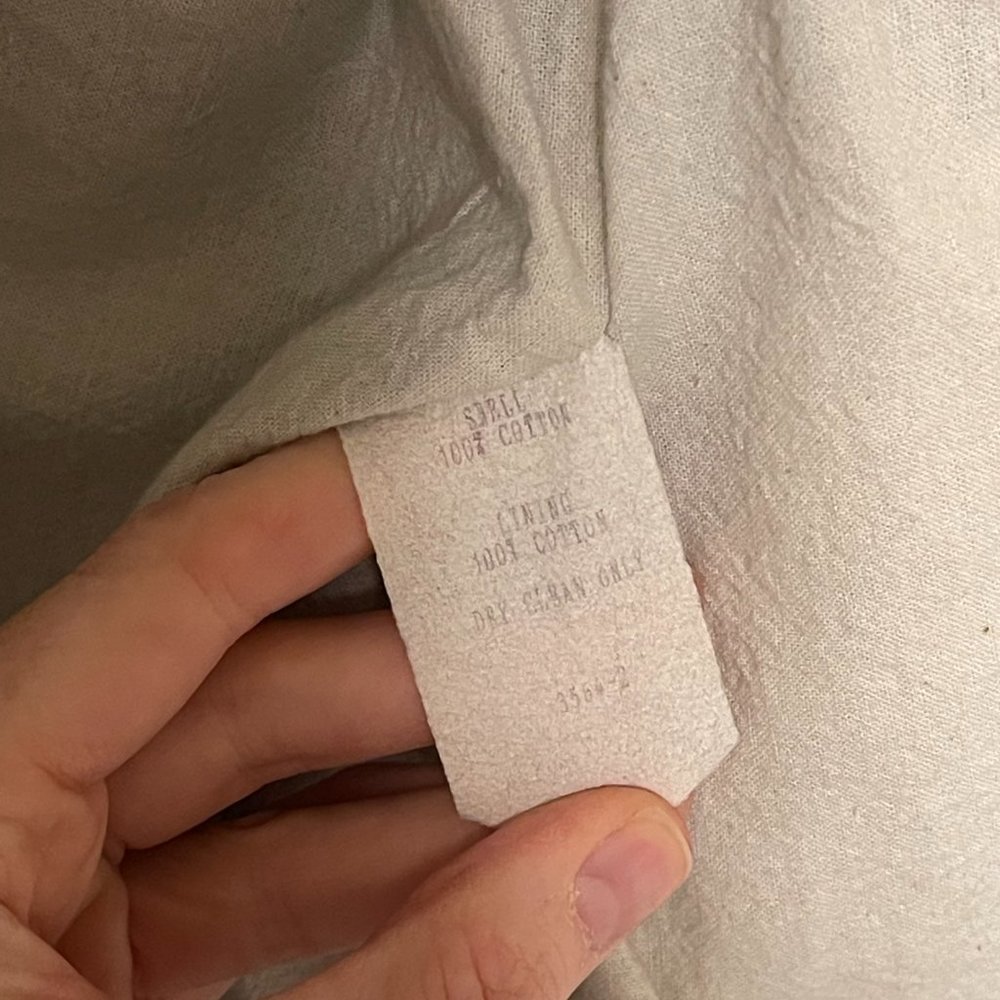 SHELL
100% COTTON
LINING
100% COTTON
DRY CLEAN ONLY